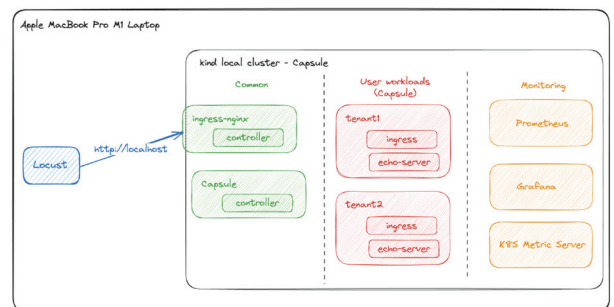 Apple MacBook Pro M1 Laptop
kind local cluster - Capsule
Common
ingress-nginx
controller
Capsule
controller
http://localhost
Locust
User workloads
(Capsule)
tenant1
ingress
echo-server
tenant2
ingress
echo-server
Monitoring
Prometheus
Grafana
K8S Metric Server